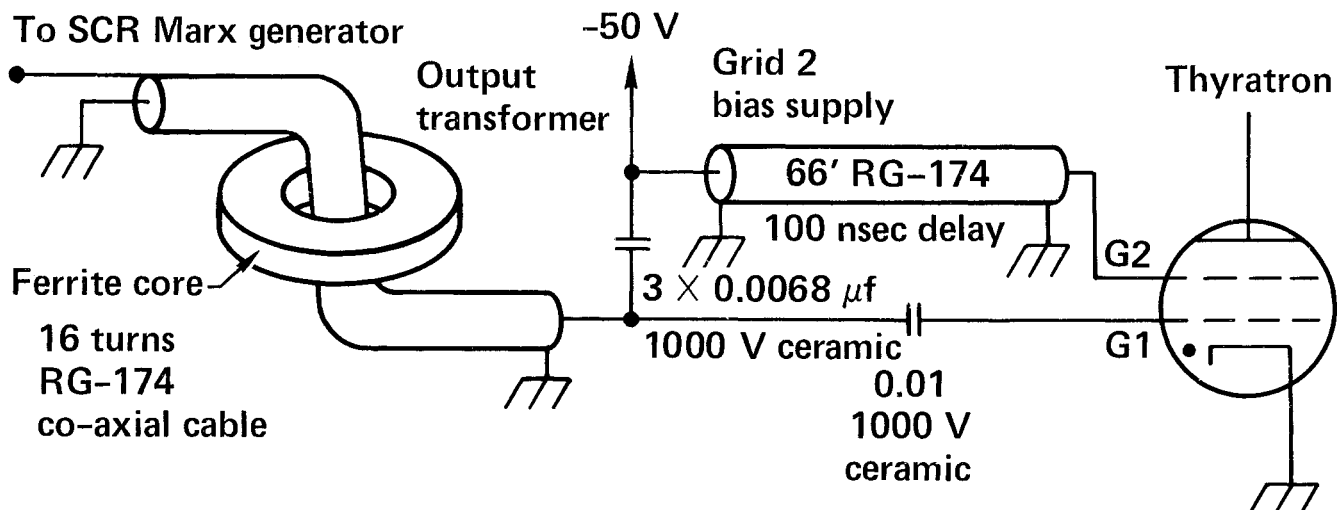 To SCR Marx generator
Output
transformer
–50 V
Grid 2
bias supply
Thyratron
66' RG–174
100 nsec delay
Ferrite core
16 turns
RG–174
co–axial cable
3 × 0.0068 μf
1000 V ceramic
0.01
1000 V
ceramic
G2
G1